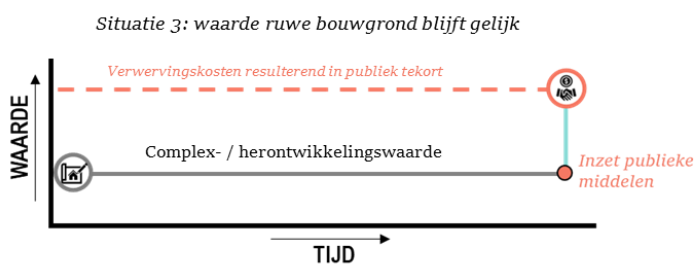 Situatie 3: waarde ruwe bouwgrond blijft gelijk
Verwervingskosten resulterend in publiek tekort
WAARDE
Complex- / herontwikkelingswaarde
Inzet publieke
middelen
TIJD